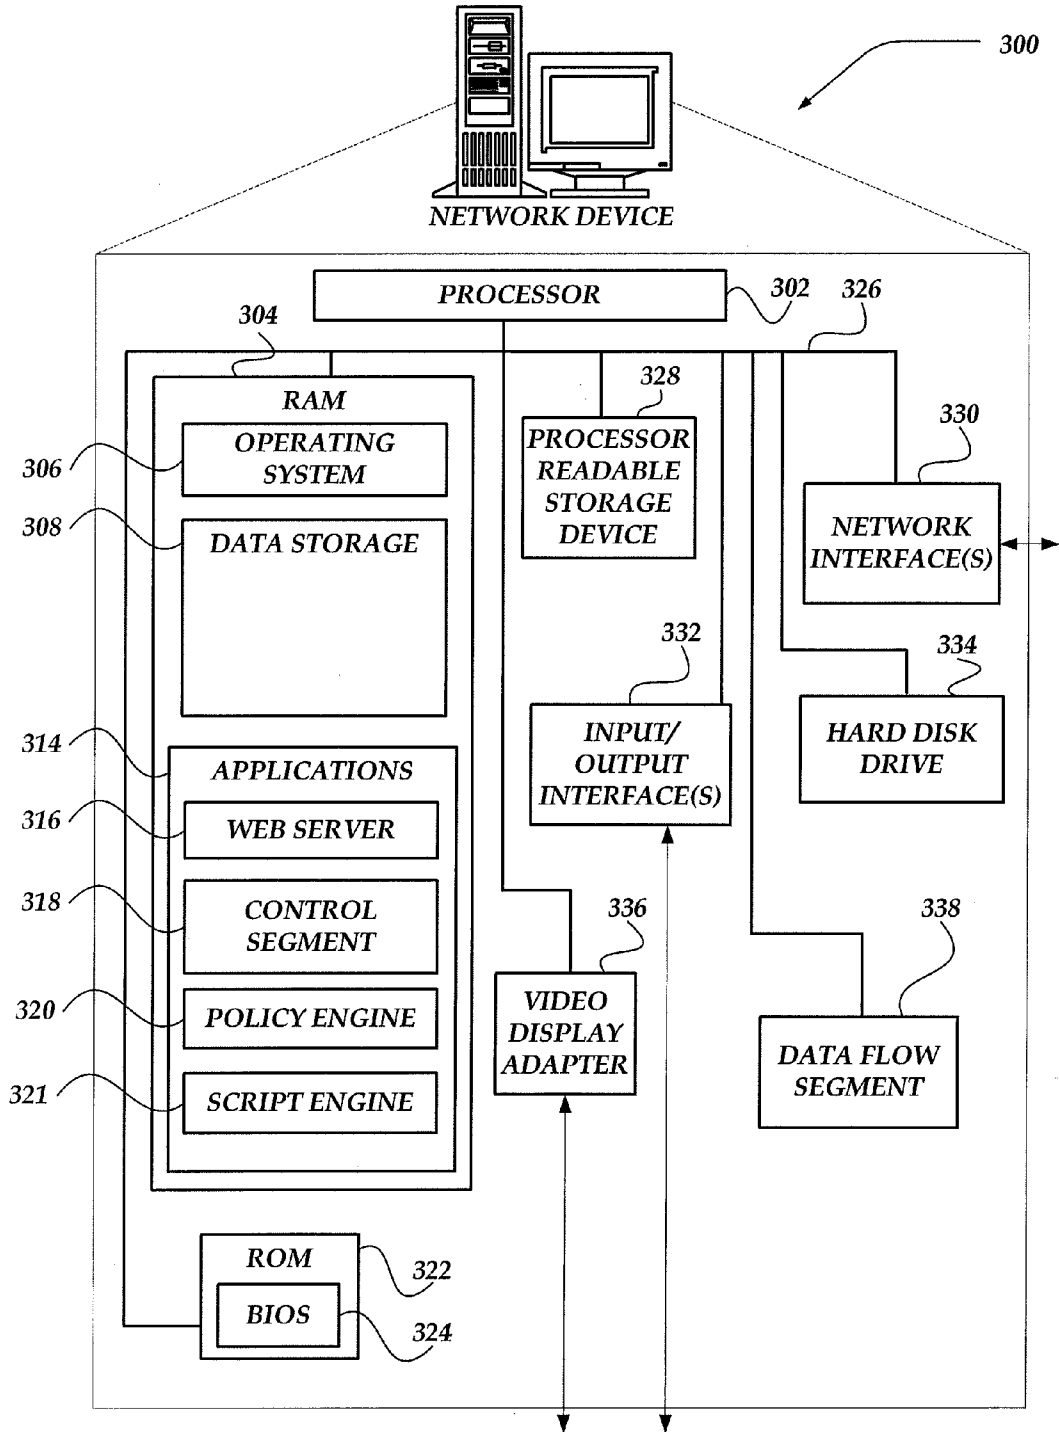 300
NETWORK DEVICE
PROCESSOR
302
326
304
RAM
328
330
306
OPERATING
SYSTEM
PROCESSOR
READABLE
STORAGE
DEVICE
308
DATA STORAGE
NETWORK
INTERFACE(S)
332
334
INPUT/
OUTPUT
INTERFACE(S)
HARD DISK
DRIVE
314
APPLICATIONS
316
WEB SERVER
318
CONTROL
SEGMENT
336
338
320
POLICY ENGINE
VIDEO
DISPLAY
ADAPTER
DATA FLOW
SEGMENT
321
SCRIPT ENGINE
ROM
322
BIOS
324